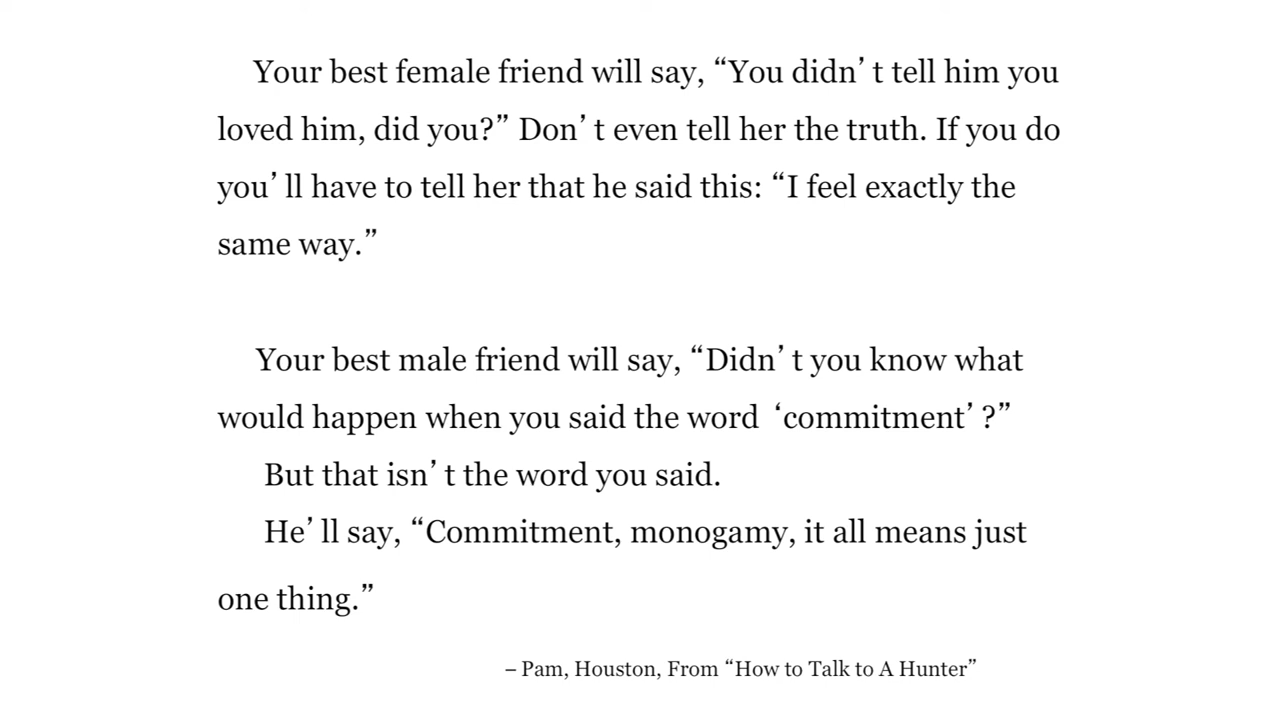 Your best female friend will say, “You didn’ t tell him you
loved him, did you?” Don’ t even tell her the truth. If you do
you’ ll have to tell her that he said this: “I feel exactly the
same way.”
Your best male friend will say, “Didn’ t you know what
would happen when you said the word ‘commitment’ ?”
But that isn’ t the word you said.
He’ ll say, “Commitment, monogamy, it all means just
one thing.”
– Pam, Houston, From “How to Talk to A Hunter”